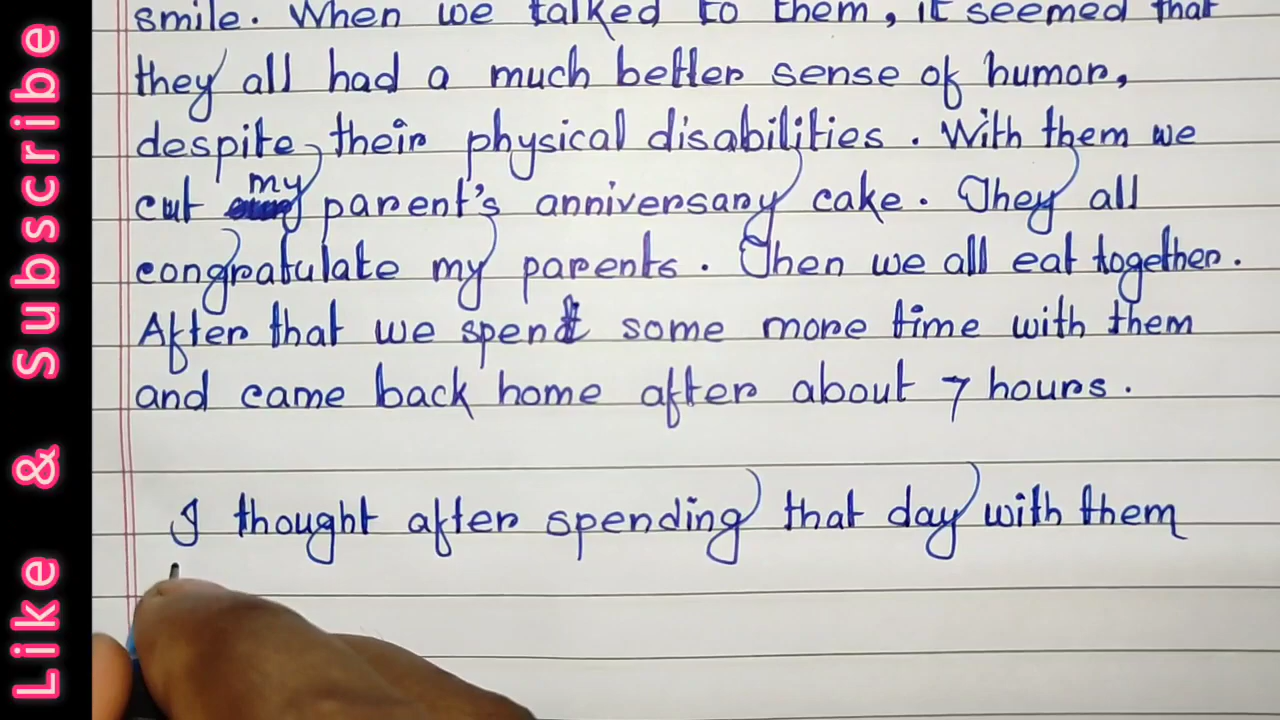 smile. When we talked to them, it seemed that
they all had a much better sense of humor,
despite their physical disabilities. With them we
cut my parent's anniversary cake. They all
congratulate my parents. Then we all eat together.
After that we spent some more time with them
and came back home after about 7 hours.
I thought after spending that day with them
Like & Subscribe